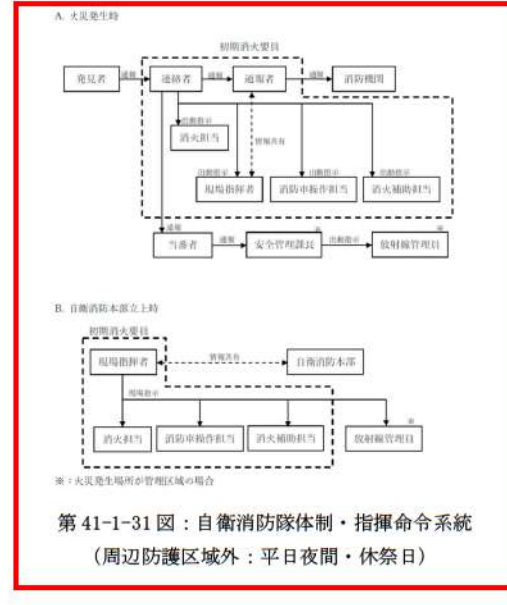 A. 火災発生時
初期消火要員
発見者 通報 連絡者 通報 通報者 通報 消防機関
出動指示
消火担当
情報共有
出動指示 出動指示 出動指示
現場指揮者 消防車操作担当 消火補助担当
通報 ※ ※
当直者 通報 安全管理課長 出動指示 放射線管理員
B. 自衛消防本部立上時
初期消火要員
現場指揮者 情報共有 自衛消防本部
現場指示
※
消火担当 消防車操作担当 消火補助担当 放射線管理員
※：火災発生場所が管理区域の場合
第 41-1-31 図：自衛消防隊体制・指揮命令系統
（周辺防護区域外：平日夜間・休祭日）